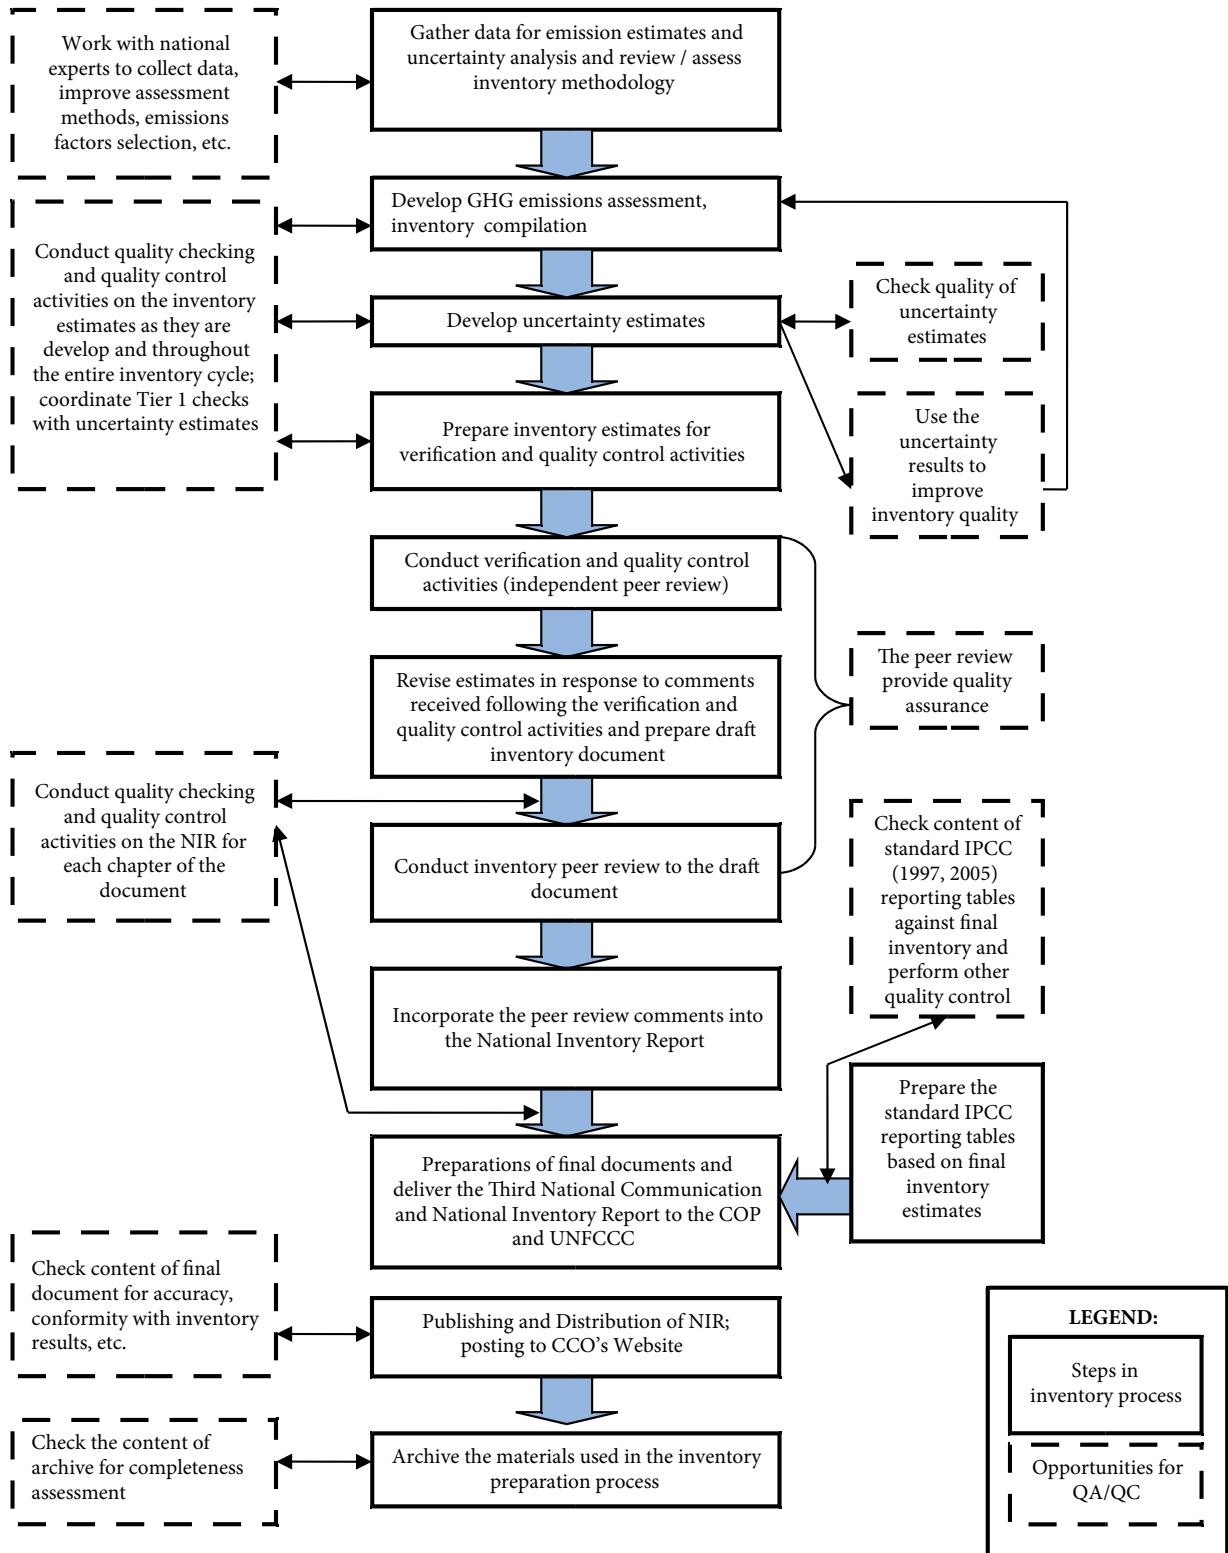 Gather data for emission estimates and
uncertainty analysis and review / assess
inventory methodology
Work with national
experts to collect data,
improve assessment
methods, emissions
factors selection, etc.
Develop GHG emissions assessment,
inventory compilation
Conduct quality checking
and quality control
activities on the inventory
estimates as they are
develop and throughout
the entire inventory cycle;
coordinate Tier 1 checks
with uncertainty estimates
Develop uncertainty estimates
Check quality of
uncertainty
estimates
Prepare inventory estimates for
verification and quality control activities
Use the
uncertainty
results to
improve
inventory quality
Conduct verification and quality control
activities (independent peer review)
Revise estimates in response to comments
received following the verification and
quality control activities and prepare draft
inventory document
The peer review
provide quality
assurance
Conduct quality checking
and quality control
activities on the NIR for
each chapter of the
document
Conduct inventory peer review to the draft
document
Check content of
standard IPCC
(1997, 2005)
reporting tables
against final
inventory and
perform other
quality control
Incorporate the peer review comments into
the National Inventory Report
Prepare the
standard IPCC
reporting tables
based on final
inventory
estimates
Preparations of final documents and
deliver the Third National Communication
and National Inventory Report to the COP
and UNFCCC
Check content of final
document for accuracy,
conformity with inventory
results, etc.
Publishing and Distribution of NIR;
posting to CCO’s Website
Check the content of
archive for completeness
assessment
Archive the materials used in the inventory
preparation process
LEGEND:
Steps in
inventory process
Opportunities for
QA/QC